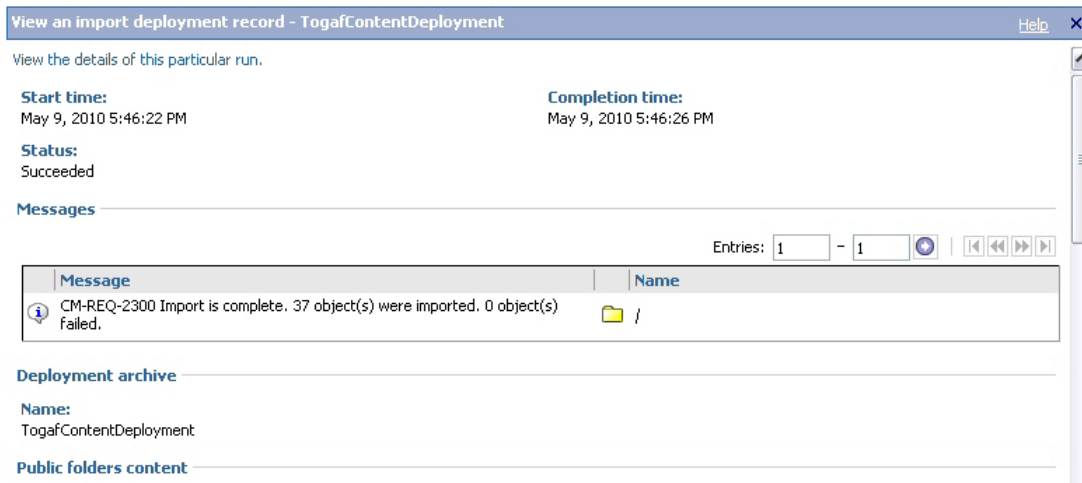 View an import deployment record - TogafContentDeployment Help X
View the details of this particular run.
Start time: Completion time:
May 9, 2010 5:46:22 PM May 9, 2010 5:46:26 PM
Status:
Succeeded
Messages
Entries: 1 - 1
Message Name
CM-REQ-2300 Import is complete. 37 object(s) were imported. 0 object(s) /
failed.
Deployment archive
Name:
TogafContentDeployment
Public folders content